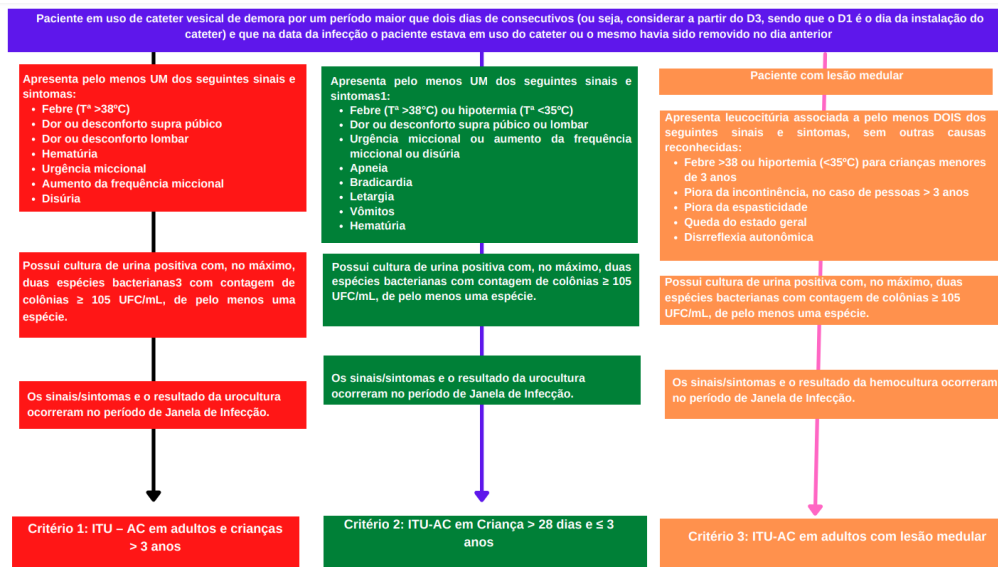 Paciente em uso de cateter vesical de demora por um período maior que dois dias de consecutivos (ou seja, considerar a partir do D3, sendo que o D1 é o dia da instalação do
cateter) e que na data da infecção o paciente estava em uso do cateter ou o mesmo havia sido removido no dia anterior
Apresenta pelo menos UM dos seguintes sinais e
sintomas:
• Febre (Tª >38ºC)
• Dor ou desconforto supra púbico
• Dor ou desconforto lombar
• Hematúria
• Urgência miccional
• Aumento da frequência miccional
• Disúria
Possui cultura de urina positiva com, no máximo,
duas espécies bacterianas3 com contagem de
colônias ≥ 105 UFC/mL, de pelo menos uma
espécie.
Os sinais/sintomas e o resultado da urocultura
ocorreram no período de Janela de Infecção.
Critério 1: ITU – AC em adultos e crianças
> 3 anos
Apresenta pelo menos UM dos seguintes sinais e
sintomas1:
• Febre (Tª >38°C) ou hipotermia (Tª <35ºC)
• Dor ou desconforto supra púbico ou lombar
• Urgência miccional ou aumento da frequência
miccional ou disúria
• Apneia
• Bradicardia
• Letargia
• Vômitos
• Hematúria
Possui cultura de urina positiva com, no máximo, duas
espécies bacterianas com contagem de colônias ≥ 105
UFC/mL, de pelo menos uma espécie.
Os sinais/sintomas e o resultado da urocultura
ocorreram no período de Janela de Infecção.
Critério 2: ITU-AC em Criança > 28 dias e ≤ 3
anos
Paciente com lesão medular
Apresenta leucocitúria associada a pelo menos DOIS dos
seguintes sinais e sintomas, sem outras causas
reconhecidas:
• Febre >38 ou hiportemia (<35ºC) para crianças menores
de 3 anos
• Piora da incontinência, no caso de pessoas > 3 anos
• Piora da espasticidade
• Queda do estado geral
• Disrreflexia autonômica
Possui cultura de urina positiva com, no máximo, duas
espécies bacterianas com contagem de colônias ≥ 105
UFC/mL, de pelo menos uma espécie.
Os sinais/sintomas e o resultado da hemocultura ocorreram
no período de Janela de Infecção.
Critério 3: ITU-AC em adultos com lesão medular